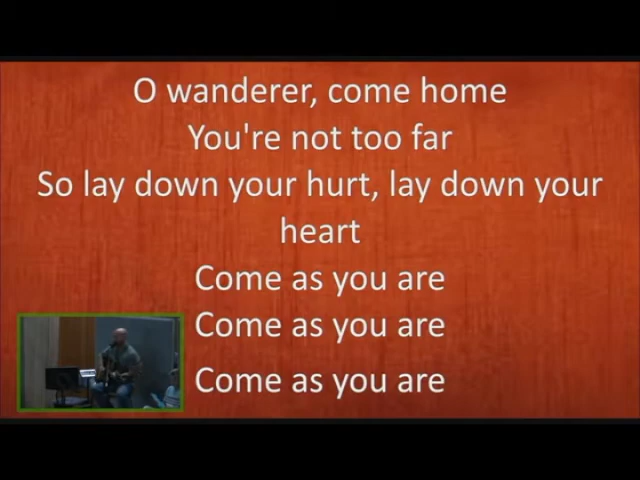 O wanderer, come home
You're not too far
So lay down your hurt, lay down your
heart
Come as you are
Come as you are
Come as you are